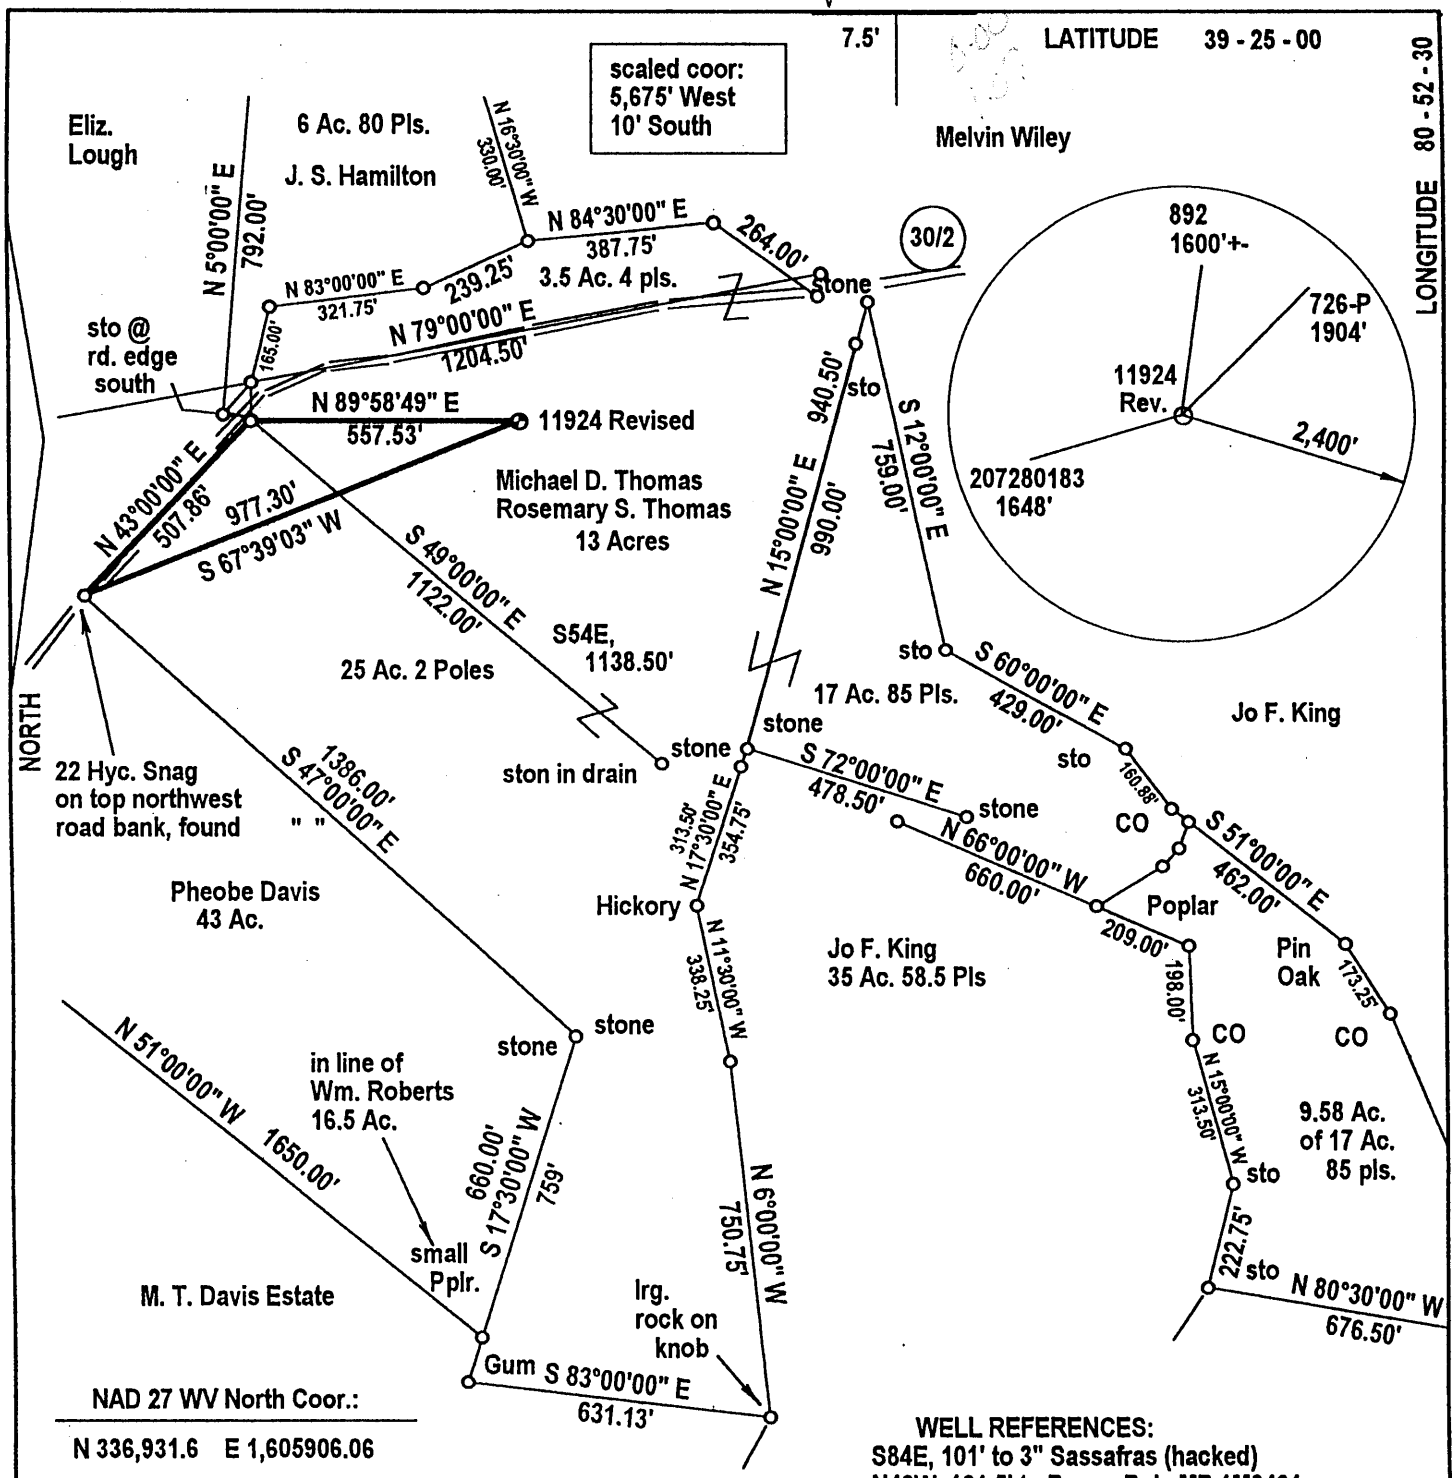 7.5'
LATITUDE 39 - 25 - 00
LONGITUDE 80 - 52 - 30
scaled coor:
5,675' West
10' South
Eliz.
Lough
6 Ac. 80 Pls.
J. S. Hamilton
N 16°30'00" W
330.00'
Melvin Wiley
N 5°00'00" E
792.00'
N 84°30'00" E
387.75'
264.00'
30/2
892
1600'+-
726-P
1904'
11924
Rev.
2,400'
207280183
1648'
N 83°00'00" E
321.75'
239.25'
3.5 Ac. 4 pls.
stone
165.00'
N 79°00'00" E
1204.50'
sto @
rd. edge
south
N 89°58'49" E
557.53'
11924 Revised
940.50'
sto
S 12°00'00" E
759.00'
N 43°00'00" E
507.86'
977.30'
S 67°39'03" W
Michael D. Thomas
Rosemary S. Thomas
13 Acres
N 15°00'00" E
990.00'
S 49°00'00" E
1122.00'
S54E,
1138.50'
25 Ac. 2 Poles
sto
S 60°00'00" E
429.00'
17 Ac. 85 Pls.
Jo F. King
NORTH
stone
stone
ston in drain
sto
S 72°00'00" E
478.50'
stone
160.88'
CO
22 Hyc. Snag
on top northwest
road bank, found " "
1386.00'
S 47°00'00" E
313.50'
N 17°30'00" E
354.75'
N 66°00'00" W
660.00'
S 51°00'00" E
462.00'
Pheobe Davis
43 Ac.
Hickory
Poplar
209.00'
N 11°30'00" W
338.25'
Jo F. King
35 Ac. 58.5 Pls
198.00'
Pin
Oak
173.25'
CO
CO
stone
stone
N 51°00'00" W
1650.00'
in line of
Wm. Roberts
16.5 Ac.
N 15°00'00" W
313.50'
9.58 Ac.
of 17 Ac.
85 pls.
660.00'
S 17°30'00" W
759'
N 6°00'00" W
750.75'
sto
222.75'
small
Pplr.
sto
N 80°30'00" W
676.50'
M. T. Davis Estate
lrg.
rock on
knob
Gum
S 83°00'00" E
631.13'
NAD 27 WV North Coor.:
N 336,931.6 E 1,605906.06
WELL REFERENCES:
S84E, 101' to 3" Sassafras (hacked)